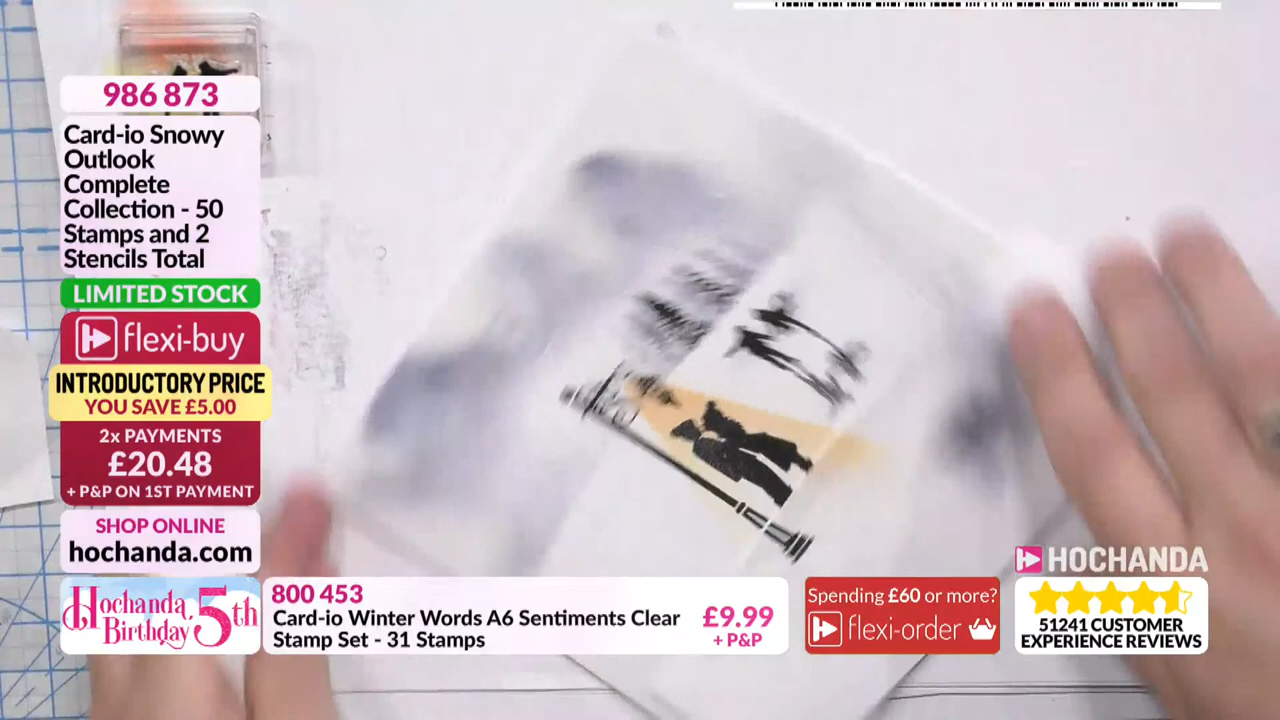 986 873
Card-io Snowy
Outlook
Complete
Collection - 50
Stamps and 2
Stencils Total
LIMITED STOCK
flexi-buy
INTRODUCTORY PRICE
YOU SAVE £5.00
2x PAYMENTS
£20.48
+ P&P ON 1ST PAYMENT
SHOP ONLINE
hochanda.com
Hochanda
Birthday 5th
800 453
Card-io Winter Words A6 Sentiments Clear
Stamp Set - 31 Stamps
£9.99
+ P&P
Spending £60 or more?
flexi-order
HOCHANDA
51241 CUSTOMER
EXPERIENCE REVIEWS